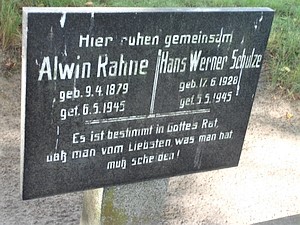 Hier ruhen gemeinsam
Alwin Rahne Hans Werner Schulze
geb. 9.4.1879 geb. 17.6.1928
gef. 6.5.1945 gef. 5.5.1945
Es ist bestimmt in Gottes Rat,
daß man vom Liebsten, was man hat
muß scheiden!